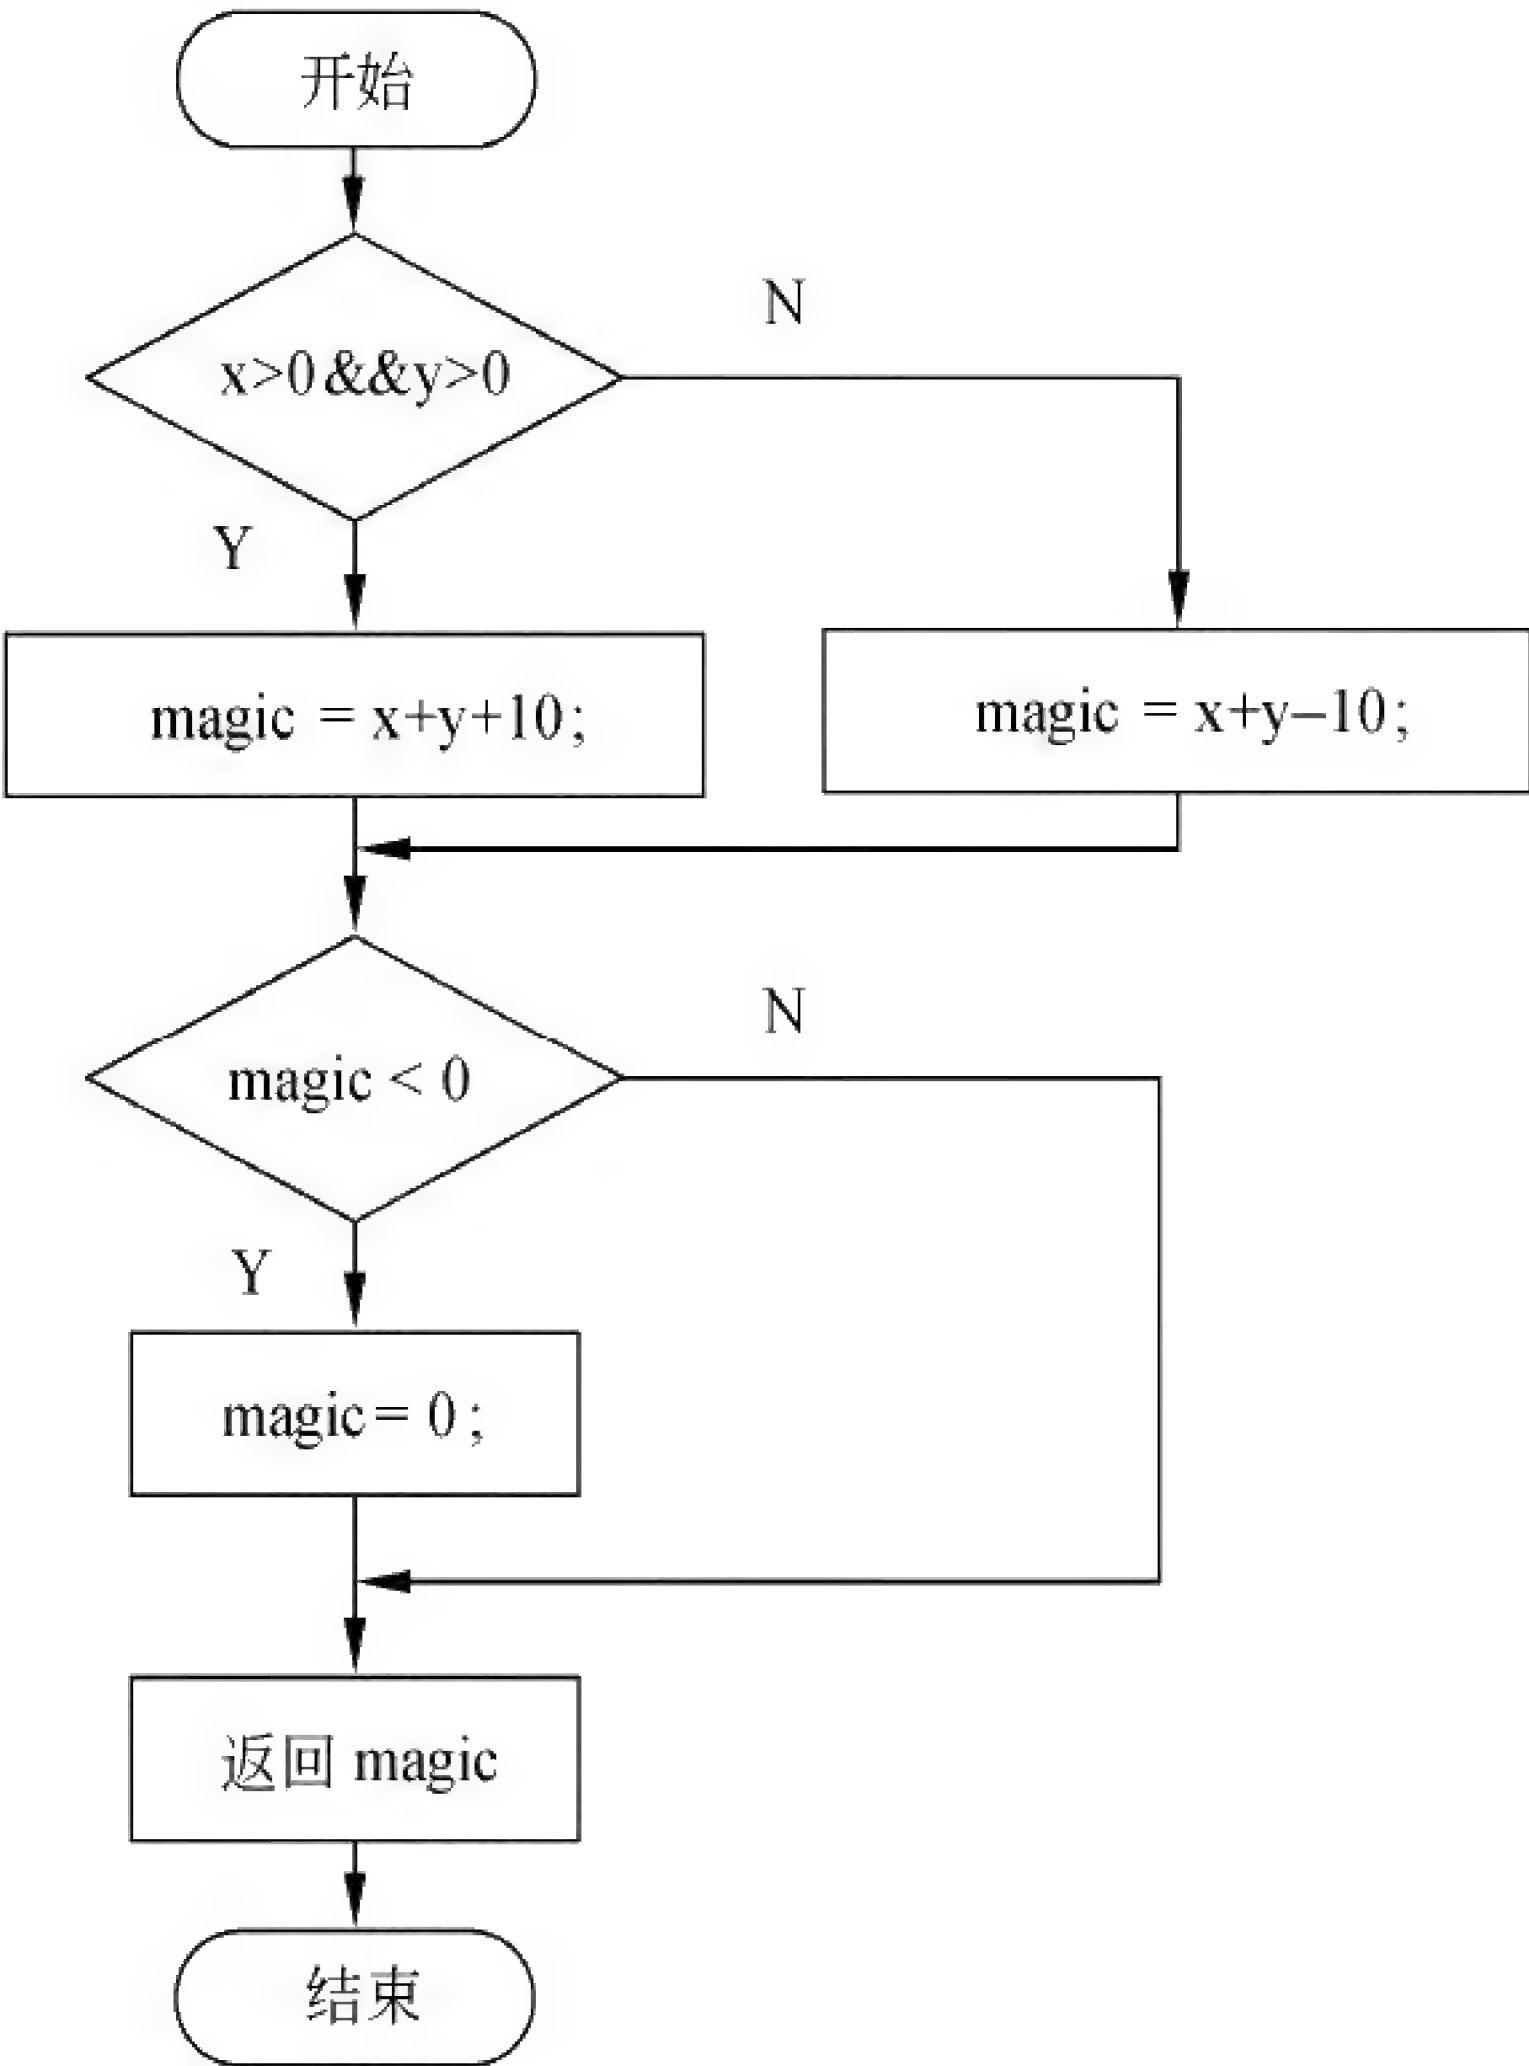 开始
x>0&&y>0
N
Y
magic = x+y+10;
magic = x+y–10;
magic < 0
N
Y
magic= 0;
返回 magic
结束